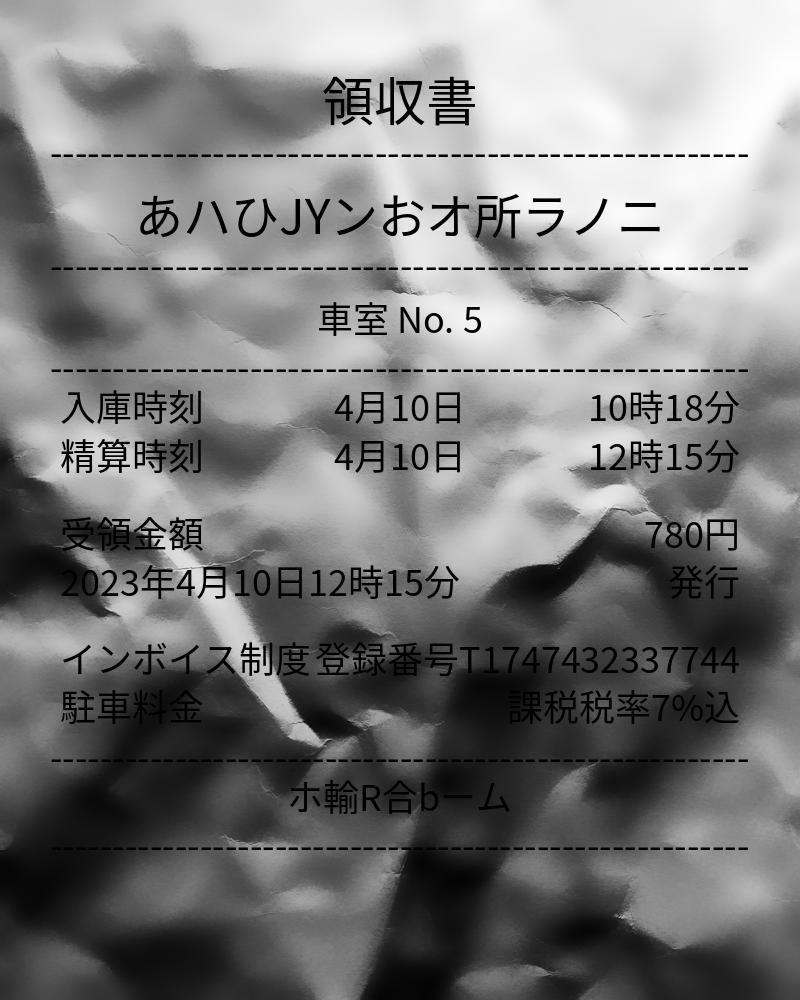 領収書
あハひJYンおオ所ラノニ
車室 No. 5
入庫時刻 4月10日 10時18分
精算時刻 4月10日 12時15分
受領金額 780円
2023年4月10日12時15分 発行
インボイス制度 登録番号T1747432337744
駐車料金 課税税率7%込
ホ輸R合bーム